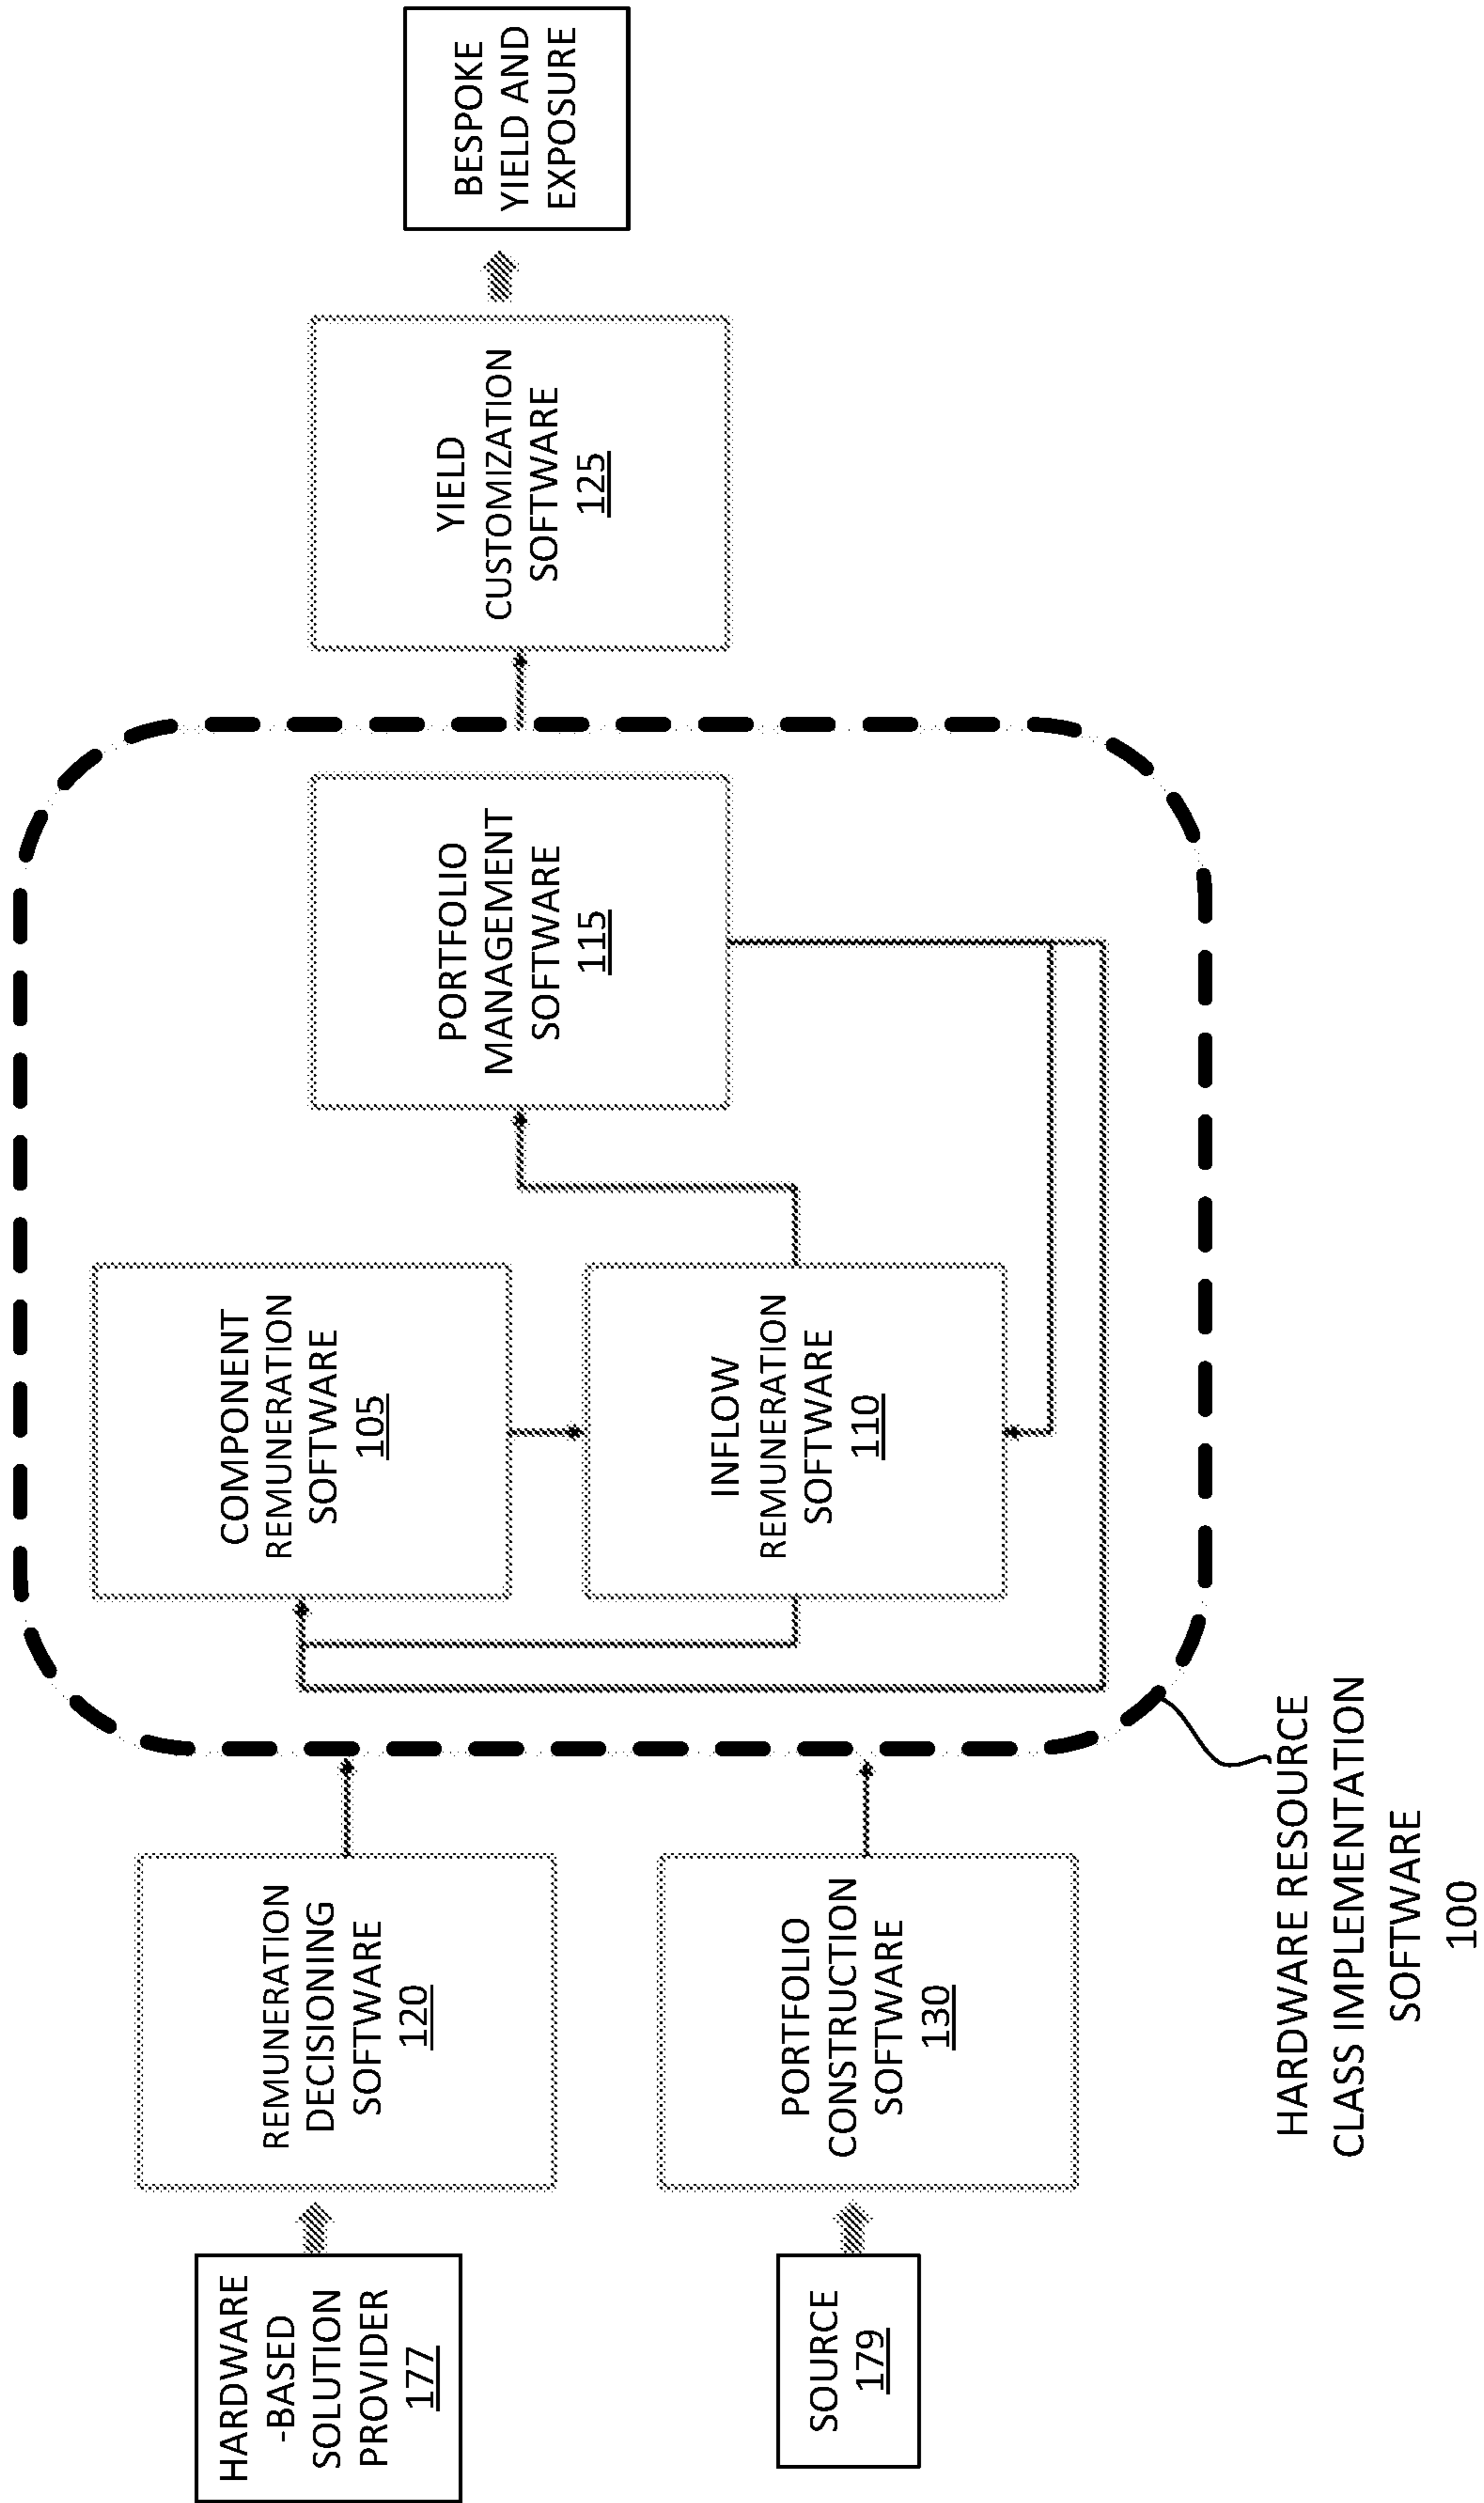 HARDWARE
-BASED
SOLUTION
PROVIDER
177
SOURCE
179
REMUNERATION
DECISIONING
SOFTWARE
120
PORTFOLIO
CONSTRUCTION
SOFTWARE
130
COMPONENT
REMUNERATION
SOFTWARE
105
INFLOW
REMUNERATION
SOFTWARE
110
PORTFOLIO
MANAGEMENT
SOFTWARE
115
YIELD
CUSTOMIZATION
SOFTWARE
125
BESPOKE
YIELD AND
EXPOSURE
HARDWARE RESOURCE
CLASS IMPLEMENTATION
SOFTWARE
100